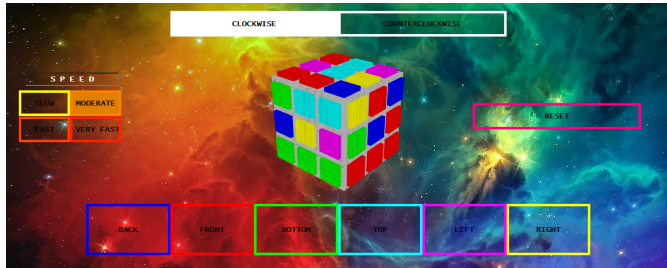 CLOCKWISE
COUNTERCLOCKWISE
SPEED
SLOW
MODERATE
FAST
VERY FAST
RESET
BACK
FRONT
BOTTOM
TOP
LEFT
RIGHT